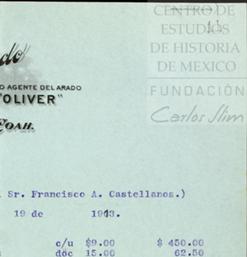 CENTRO DE
ESTUDIOS
DE HISTORIA
DE MEXICO
FUNDACIÓN
Carlos Slim
O AGENTE DEL ARADO
"OLIVER"
COAH.
Sr. Francisco A. Castellanos.)
19 de 1913.
c/u $9.00 $ 450.00
doc 15.00 62.50